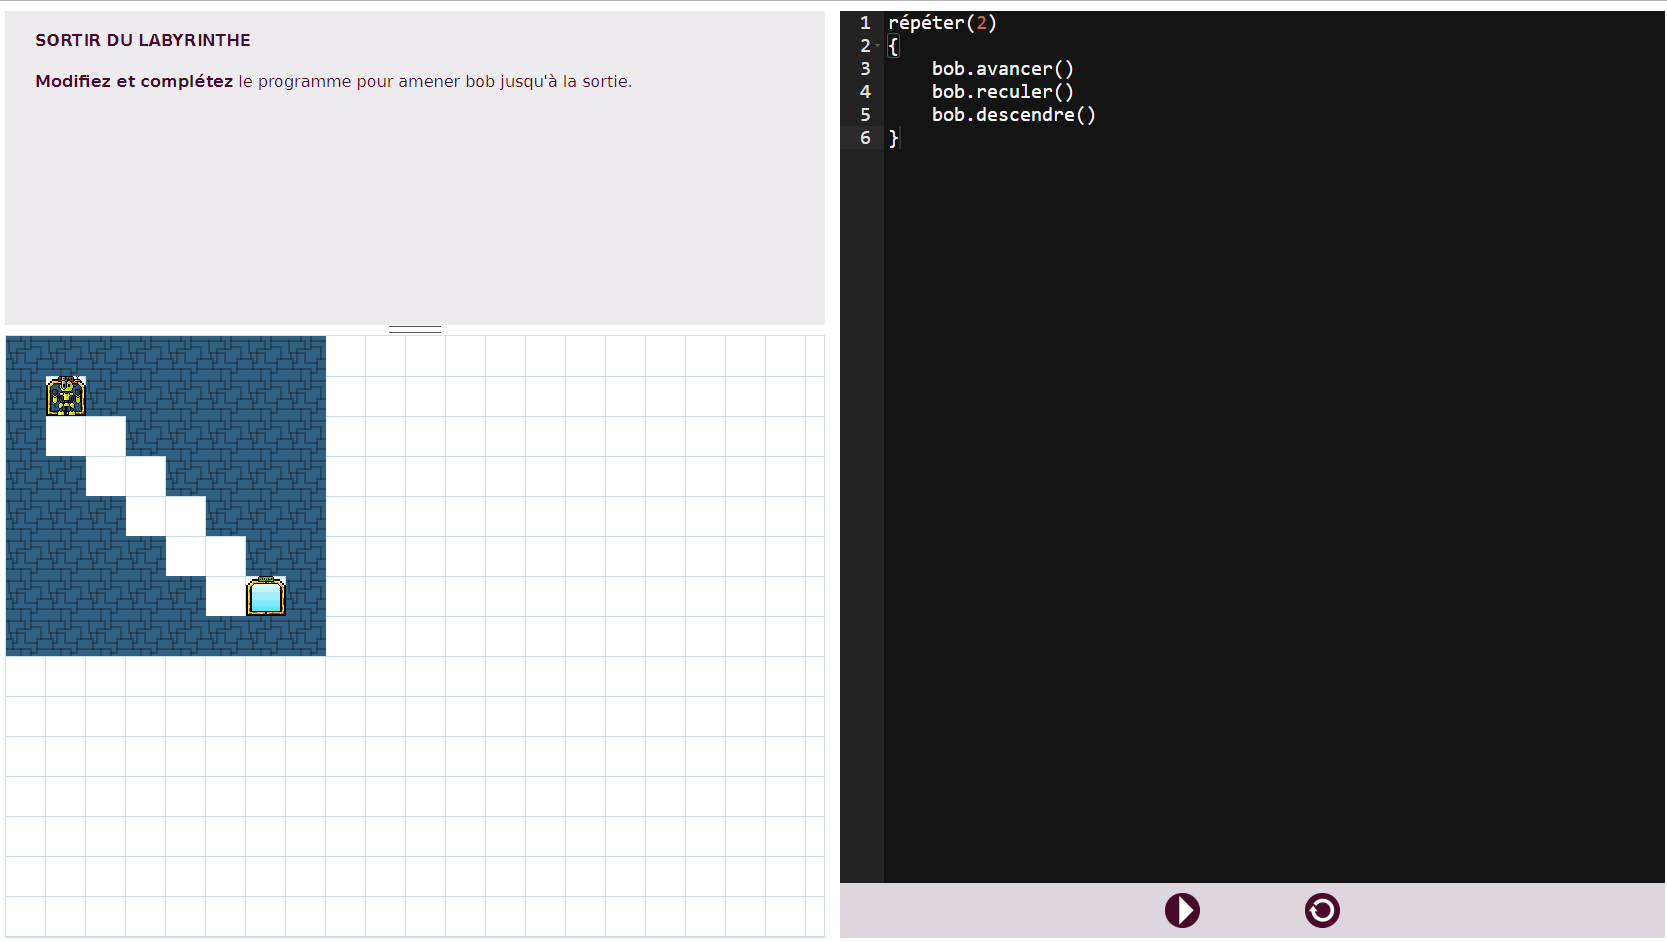 SORTIR DU LABYRINTHE
Modifiez et complétez le programme pour amener bob jusqu'à la sortie.
1 répéter(2)
2 {
3 bob.avancer()
4 bob.reculer()
5 bob.descendre()
6 }